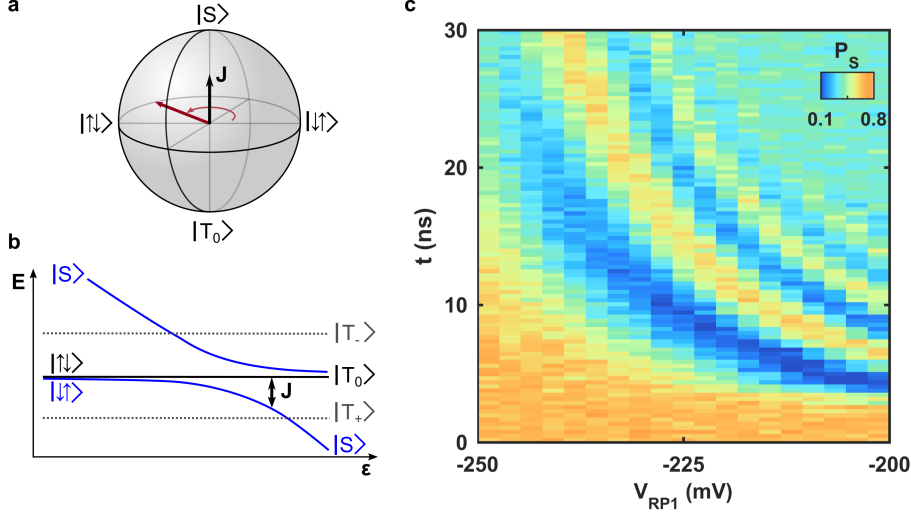 a
|S>
J
|↑↓>
|↓↑>
|T₀>
b
E
|S>
|T₋>
|↑↓>
|T₀>
|↓↑>
J
|T₊>
|S>
ε
c
30
P_S
0.1 0.8
20
t (ns)
10
0
-250 -225 -200
V_RP1 (mV)